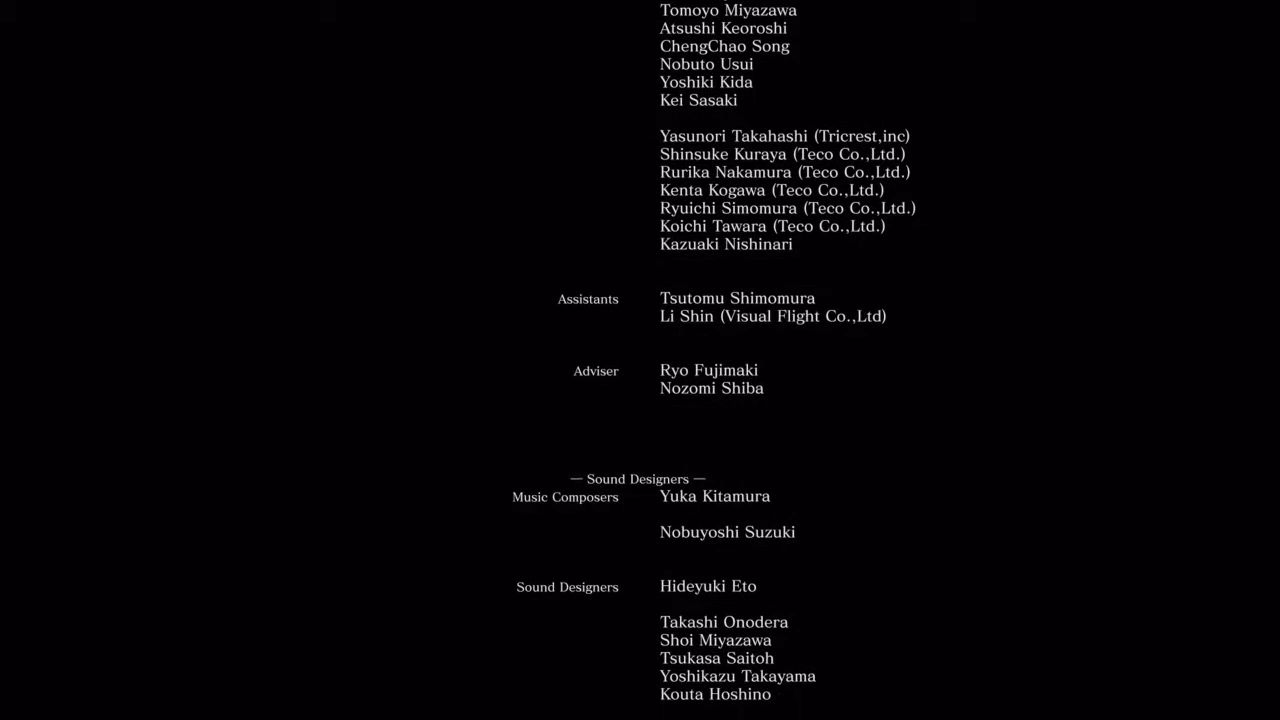 Tomoyo Miyazawa
Atsushi Keoroshi
ChengChao Song
Nobuto Usui
Yoshiki Kida
Kei Sasaki
Yasunori Takahashi (Tricrest,inc)
Shinsuke Kuraya (Teco Co.,Ltd.)
Rurika Nakamura (Teco Co.,Ltd.)
Kenta Kogawa (Teco Co.,Ltd.)
Ryuichi Simomura (Teco Co.,Ltd.)
Koichi Tawara (Teco Co.,Ltd.)
Kazuaki Nishinari
Assistants Tsutomu Shimomura
Li Shin (Visual Flight Co.,Ltd)
Adviser Ryo Fujimaki
Nozomi Shiba
— Sound Designers —
Music Composers Yuka Kitamura
Nobuyoshi Suzuki
Sound Designers Hideyuki Eto
Takashi Onodera
Shoi Miyazawa
Tsukasa Saitoh
Yoshikazu Takayama
Kouta Hoshino